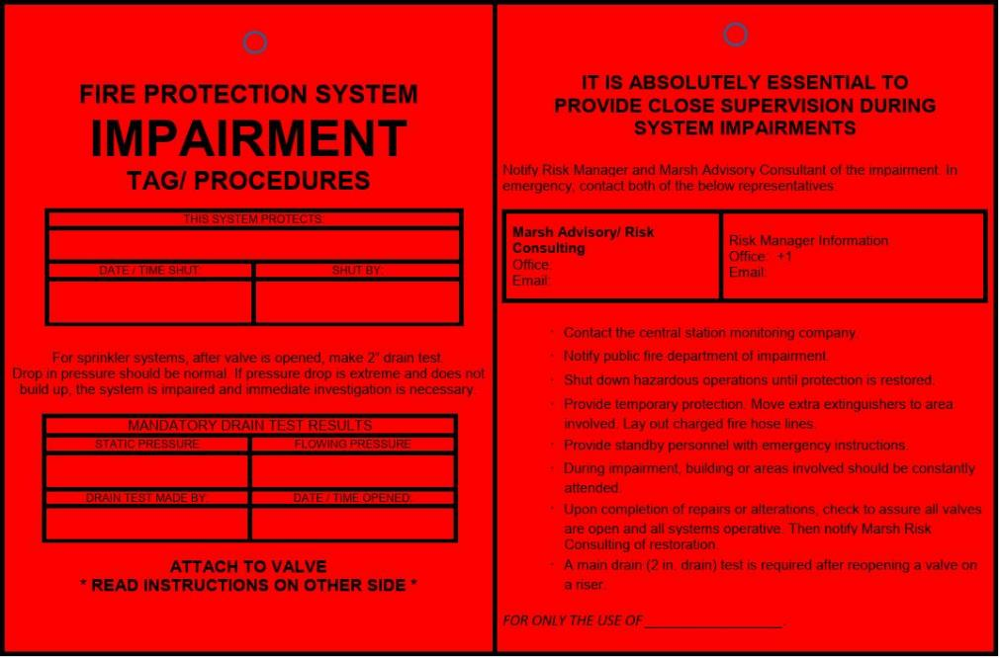 FIRE PROTECTION SYSTEM
IMPAIRMENT
TAG/ PROCEDURES
THIS SYSTEM PROTECTS:
DATE / TIME SHUT:
SHUT BY:
For sprinkler systems, after valve is opened, make 2" drain test.
Drop in pressure should be normal. If pressure drop is extreme and does not
build up, the system is impaired and immediate investigation is necessary.
MANDATORY DRAIN TEST RESULTS
STATIC PRESSURE
FLOWING PRESSURE
DRAIN TEST MADE BY:
DATE / TIME OPENED:
ATTACH TO VALVE
* READ INSTRUCTIONS ON OTHER SIDE *
IT IS ABSOLUTELY ESSENTIAL TO
PROVIDE CLOSE SUPERVISION DURING
SYSTEM IMPAIRMENTS
Notify Risk Manager and Marsh Advisory Consultant of the impairment. In
emergency, contact both of the below representatives.
Marsh Advisory/ Risk
Consulting
Office:
Email:
Risk Manager Information
Office: +1
Email:
· Contact the central station monitoring company.
· Notify public fire department of impairment.
· Shut down hazardous operations until protection is restored.
· Provide temporary protection. Move extra extinguishers to area
involved. Lay out charged fire hose lines.
· Provide standby personnel with emergency instructions.
· During impairment, building or areas involved should be constantly
attended.
· Upon completion of repairs or alterations, check to assure all valves
are open and all systems operative. Then notify Marsh Risk
Consulting of restoration.
· A main drain (2 in. drain) test is required after reopening a valve on
a riser.
FOR ONLY THE USE OF ____________________.